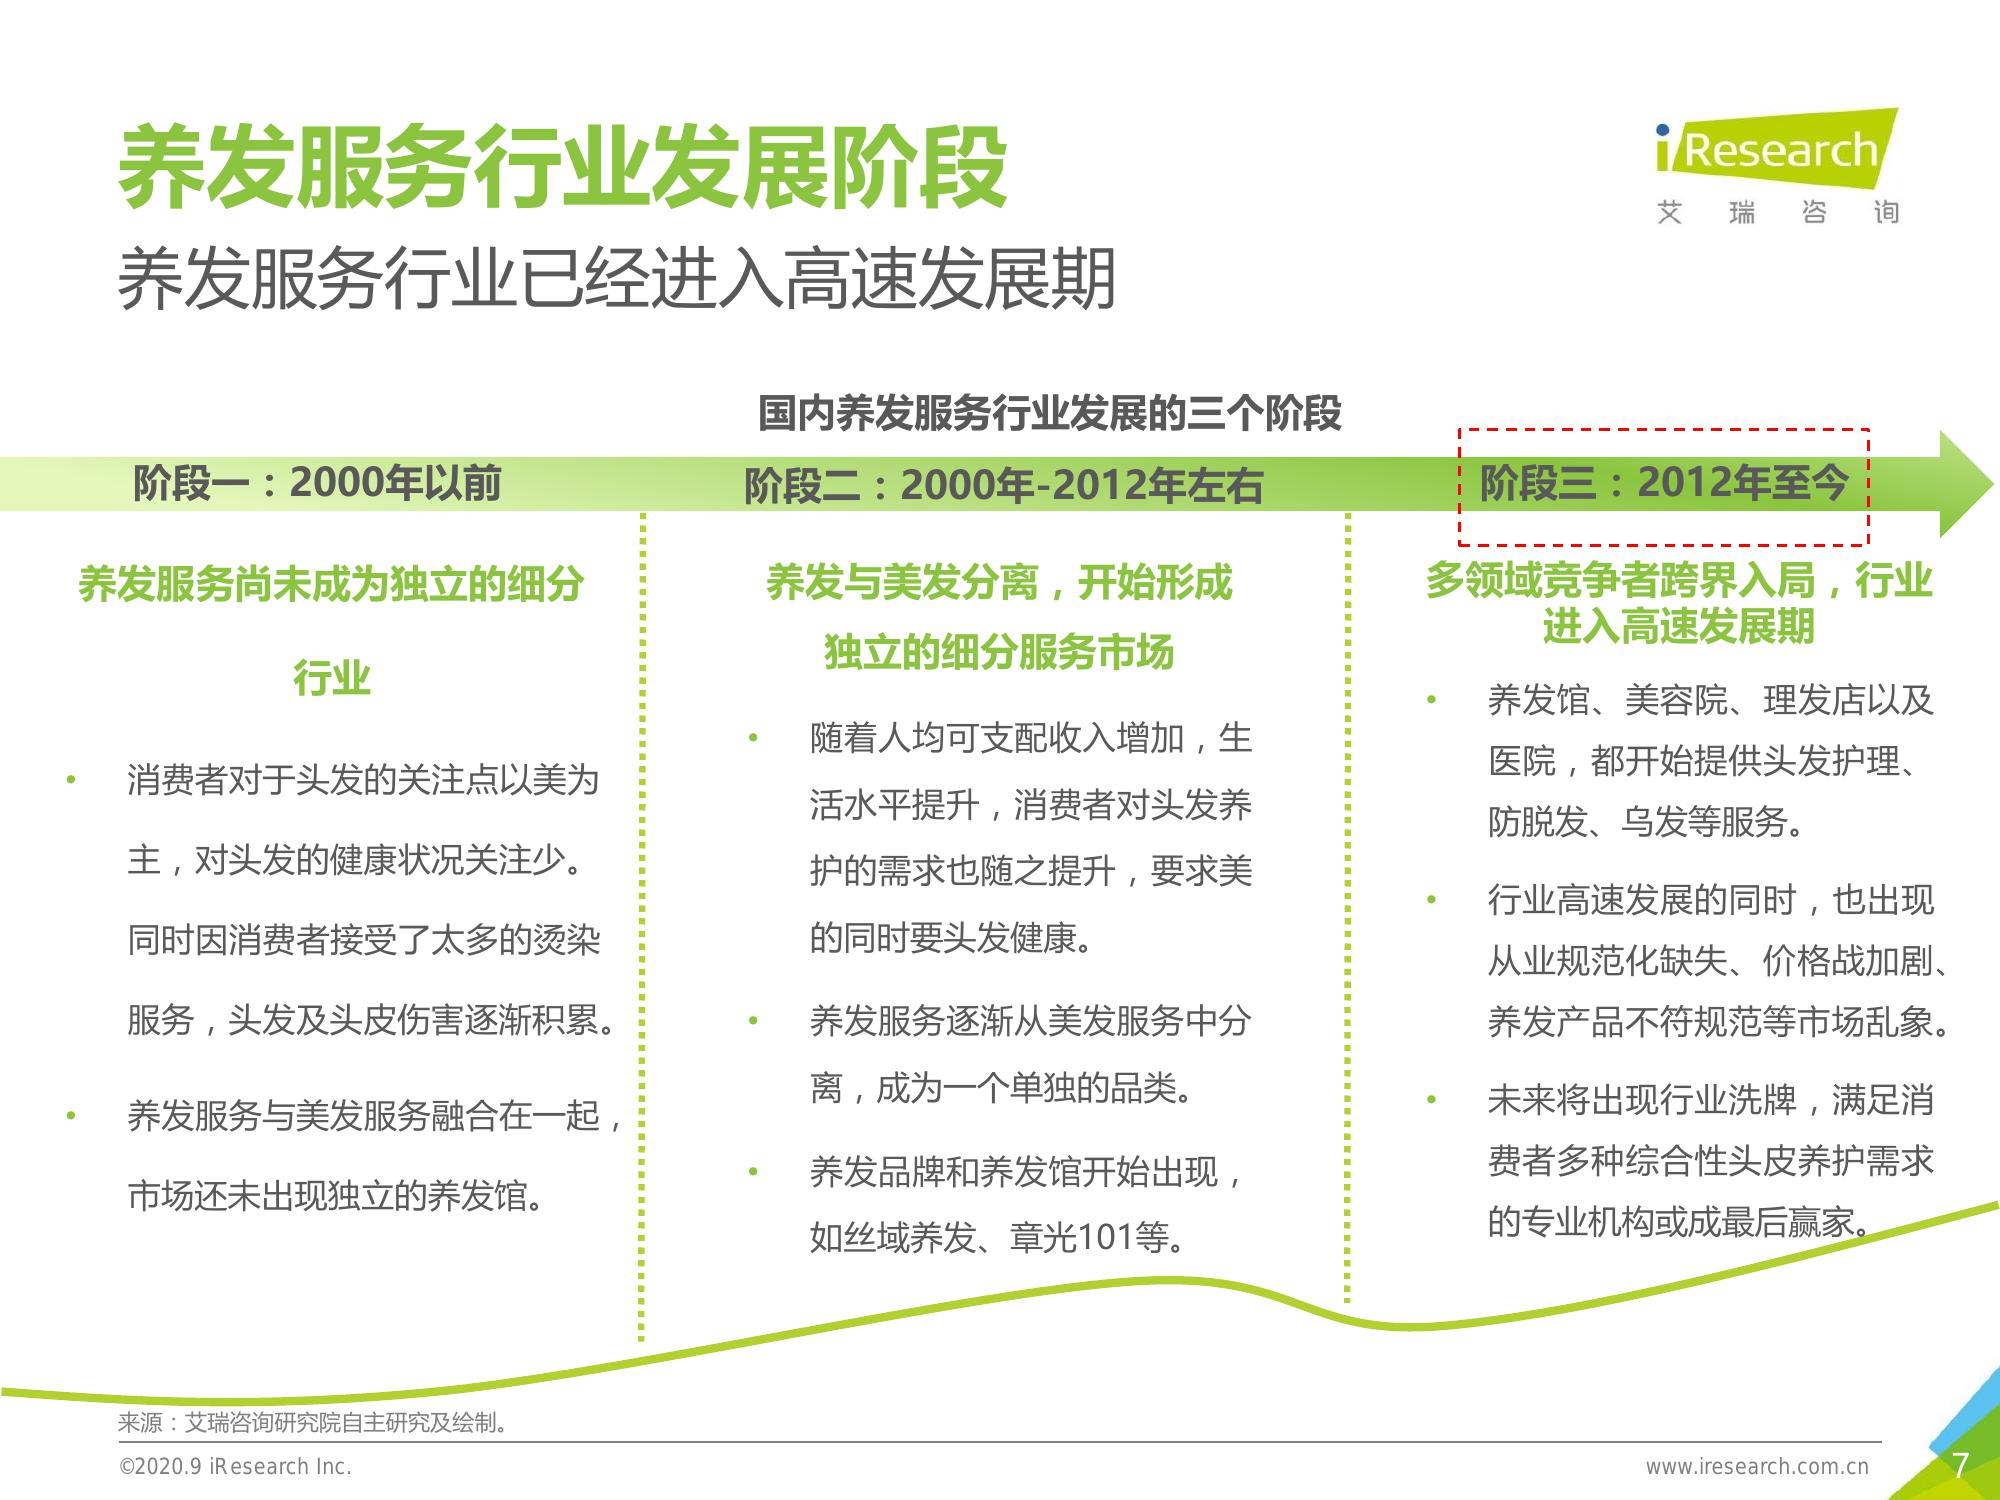 养发服务行业发展阶段
iResearch
艾瑞咨询
养发服务行业已经进入高速发展期
国内养发服务行业发展的三个阶段
阶段一：2000年以前
养发服务尚未成为独立的细分
行业
• 消费者对于头发的关注点以美为
主，对头发的健康状况关注少。
同时因消费者接受了太多的烫染
服务，头发及头皮伤害逐渐积累。
• 养发服务与美发服务融合在一起，
市场还未出现独立的养发馆。
阶段二：2000年-2012年左右
养发与美发分离，开始形成
独立的细分服务市场
• 随着人均可支配收入增加，生
活水平提升，消费者对头发养
护的需求也随之提升，要求美
的同时要头发健康。
• 养发服务逐渐从美发服务中分
离，成为一个单独的品类。
• 养发品牌和养发馆开始出现，
如丝域养发、章光101等。
阶段三：2012年至今
多领域竞争者跨界入局，行业
进入高速发展期
• 养发馆、美容院、理发店以及
医院，都开始提供头发护理、
防脱发、乌发等服务。
• 行业高速发展的同时，也出现
从业规范化缺失、价格战加剧、
养发产品不符规范等市场乱象。
• 未来将出现行业洗牌，满足消
费者多种综合性头皮养护需求
的专业机构或成最后赢家。
来源：艾瑞咨询研究院自主研究及绘制。
©2020.9 iResearch Inc.
www.iresearch.com.cn
7